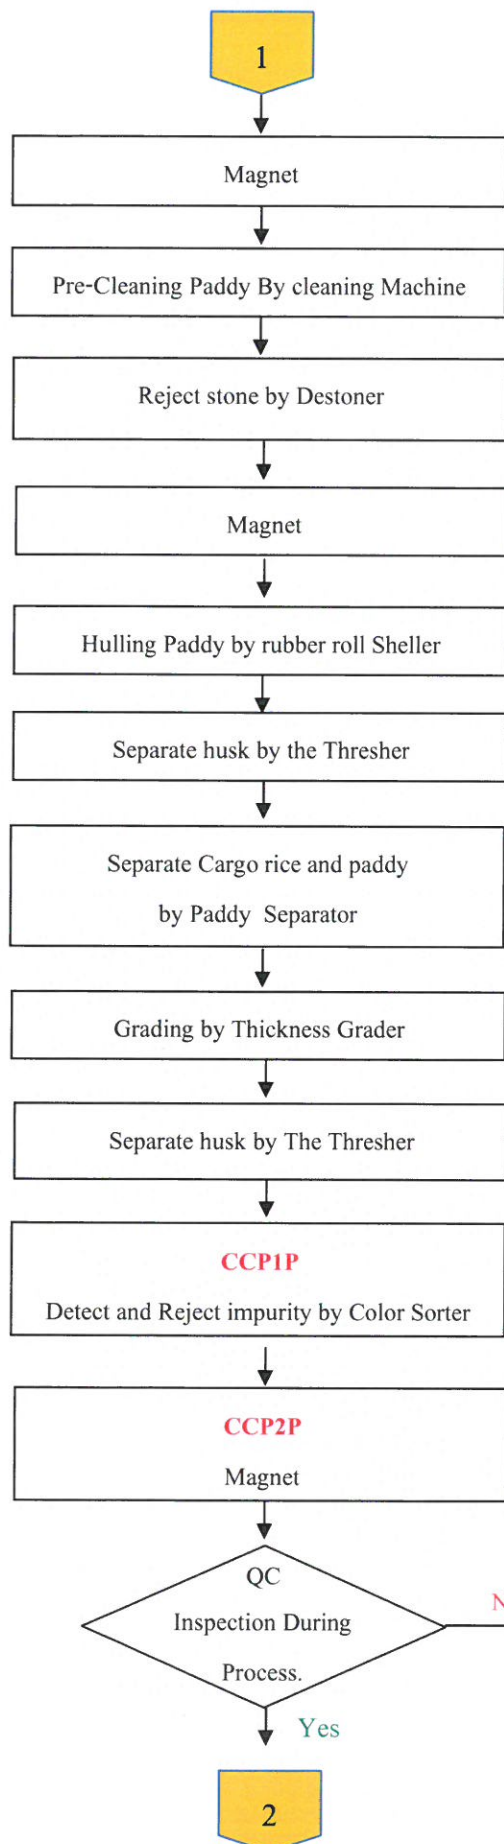 1
Magnet
Pre-Cleaning Paddy By cleaning Machine
Reject stone by Destoner
Magnet
Hulling Paddy by rubber roll Sheller
Separate husk by the Thresher
Separate Cargo rice and paddy
by Paddy Separator
Grading by Thickness Grader
Separate husk by The Thresher
CCP1P
Detect and Reject impurity by Color Sorter
CCP2P
Magnet
QC
Inspection During
Process.
Yes
2